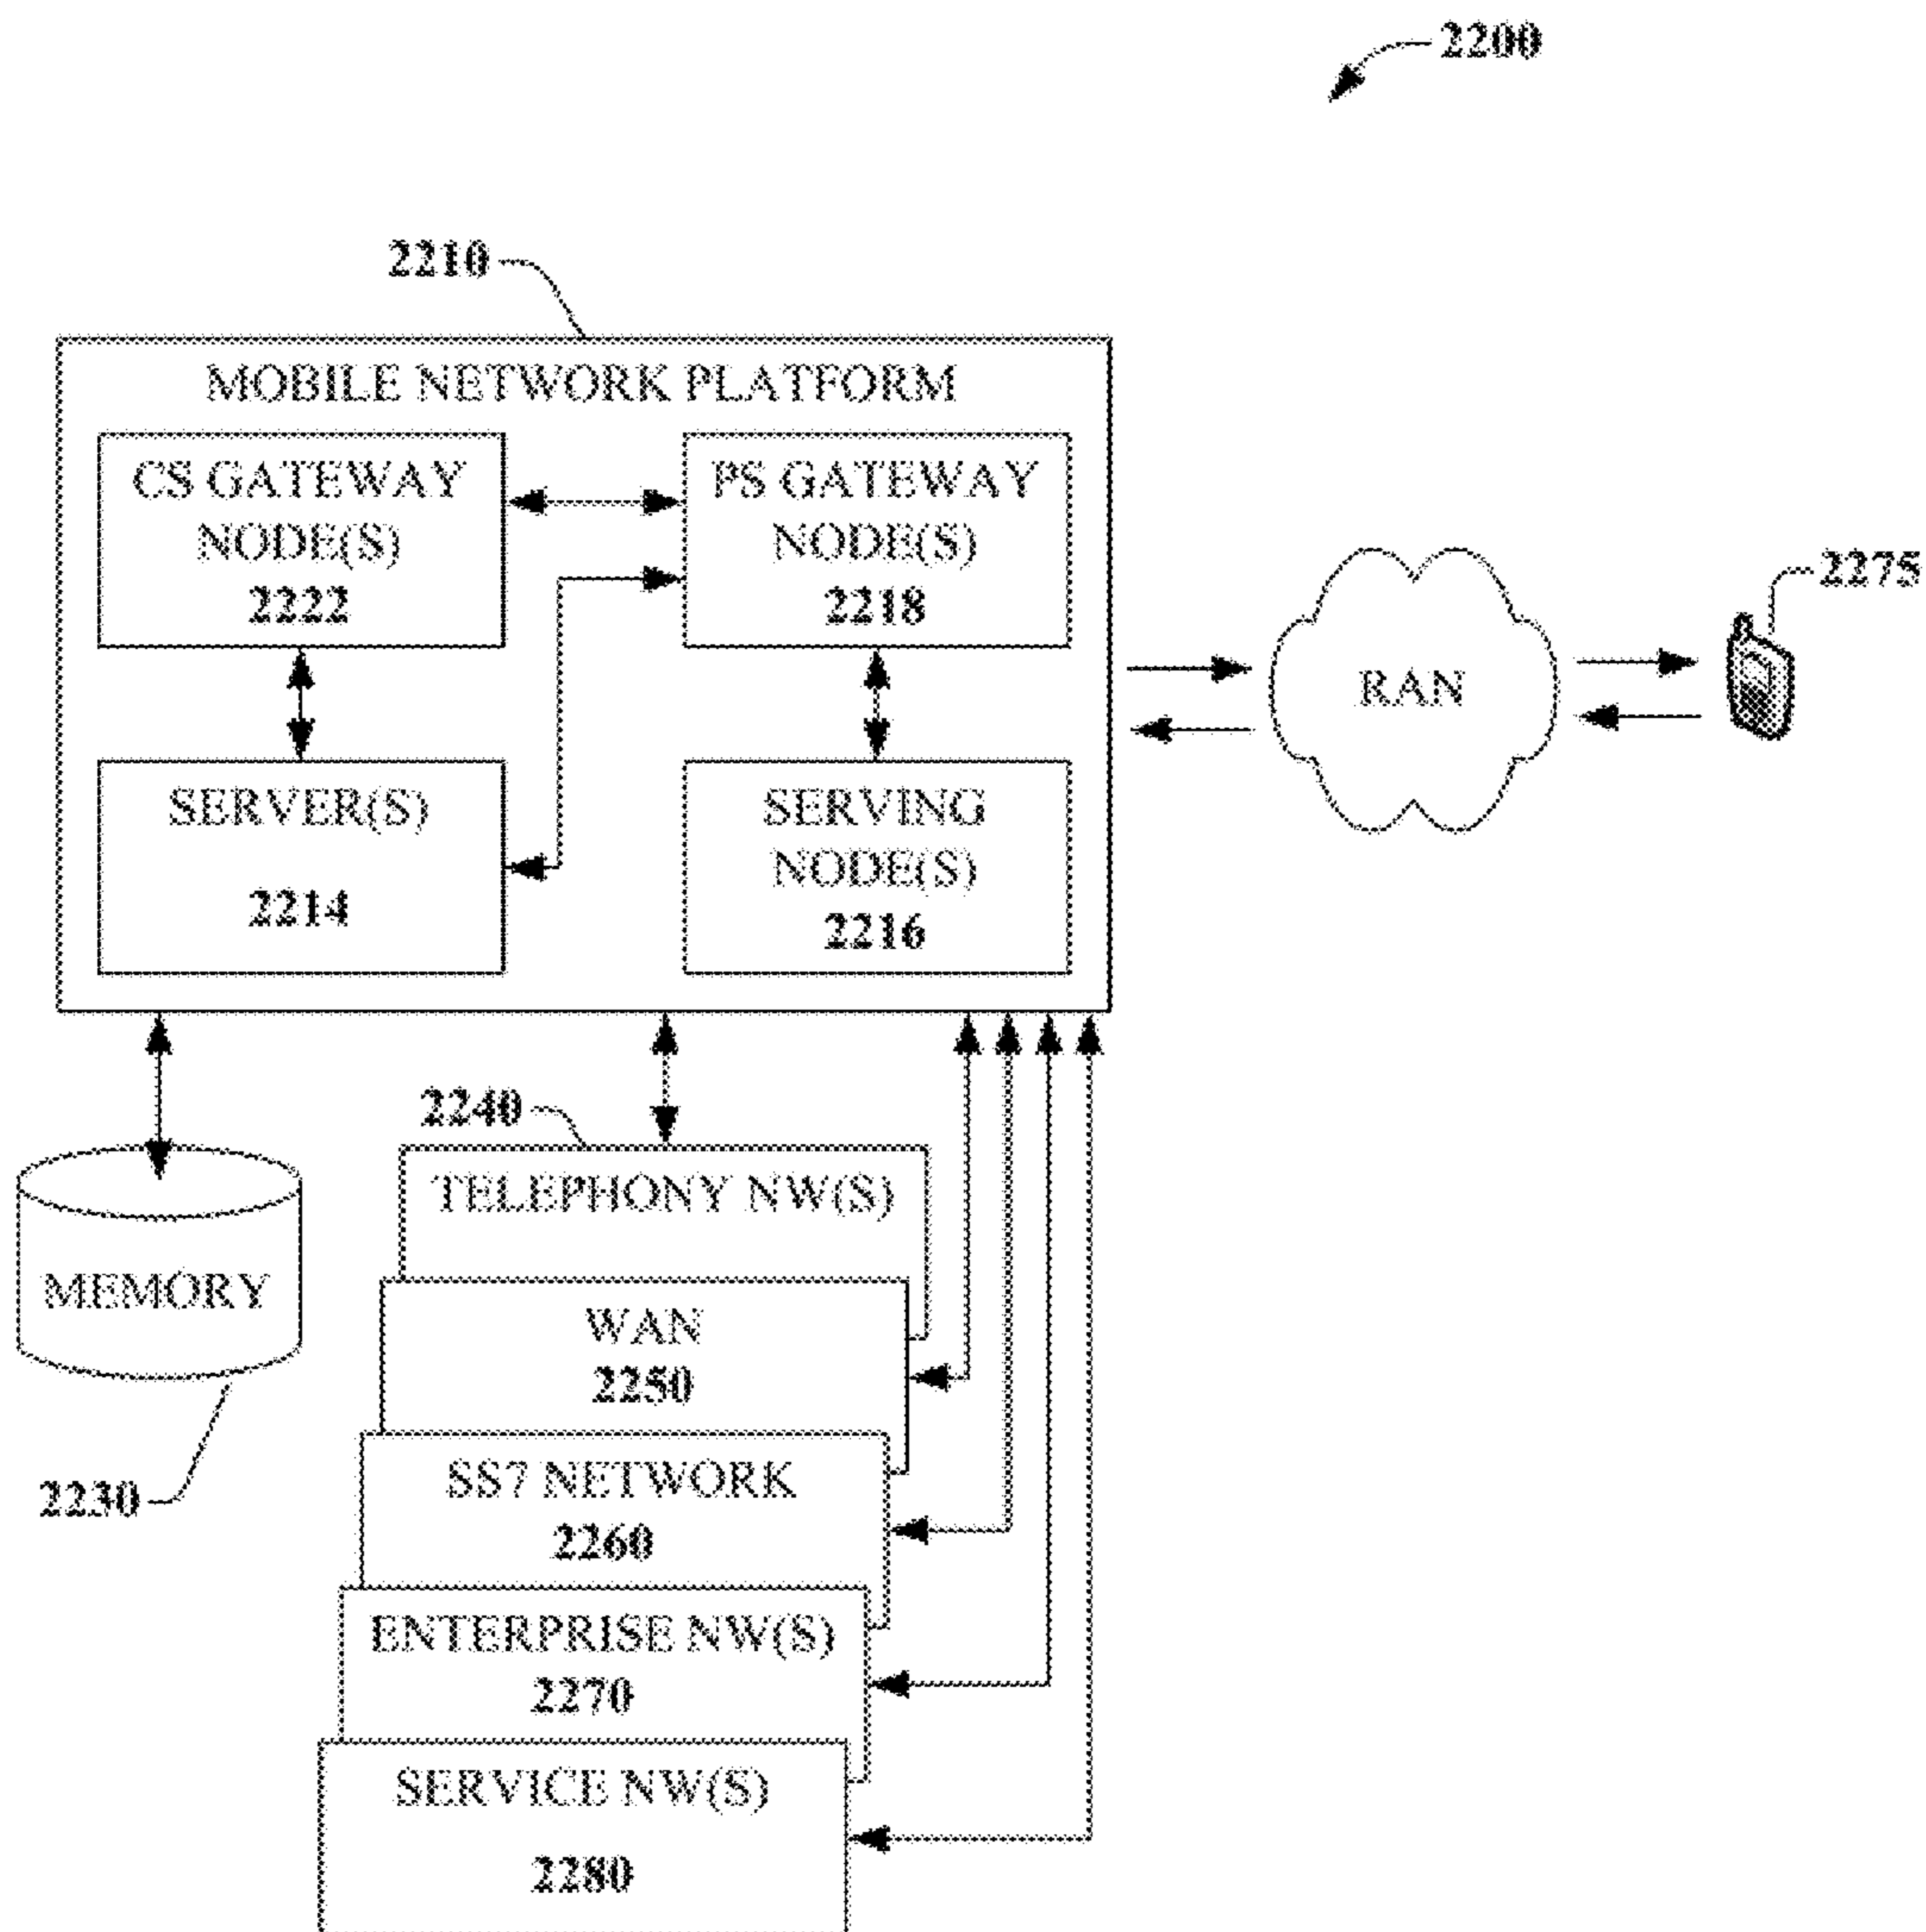 2200
2210
MOBILE NETWORK PLATFORM
CS GATEWAY
NODE(S)
2222
PS GATEWAY
NODE(S)
2218
SERVER(S)
2214
SERVING
NODE(S)
2216
RAN
2275
2240
TELEPHONY NW(S)
MEMORY
2230
WAN
2250
SS7 NETWORK
2260
ENTERPRISE NW(S)
2270
SERVICE NW(S)
2280